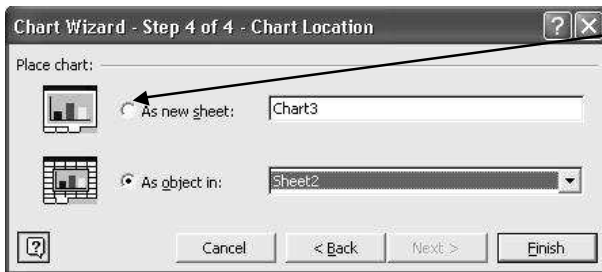 Chart Wizard - Step 4 of 4 - Chart Location
Place chart:
As new sheet: Chart3
As object in: Sheet2
Cancel < Back Next > Finish